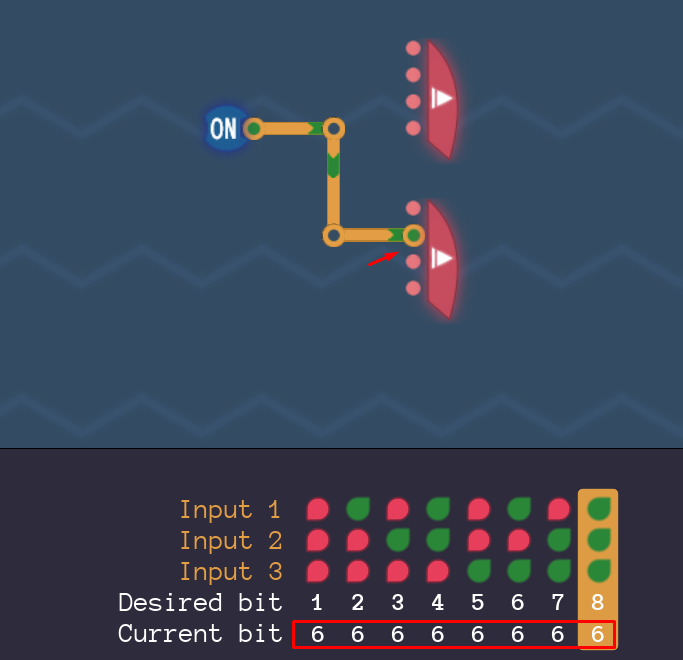 ON
Input 1
Input 2
Input 3
Desired bit 1 2 3 4 5 6 7 8
Current bit 6 6 6 6 6 6 6 6